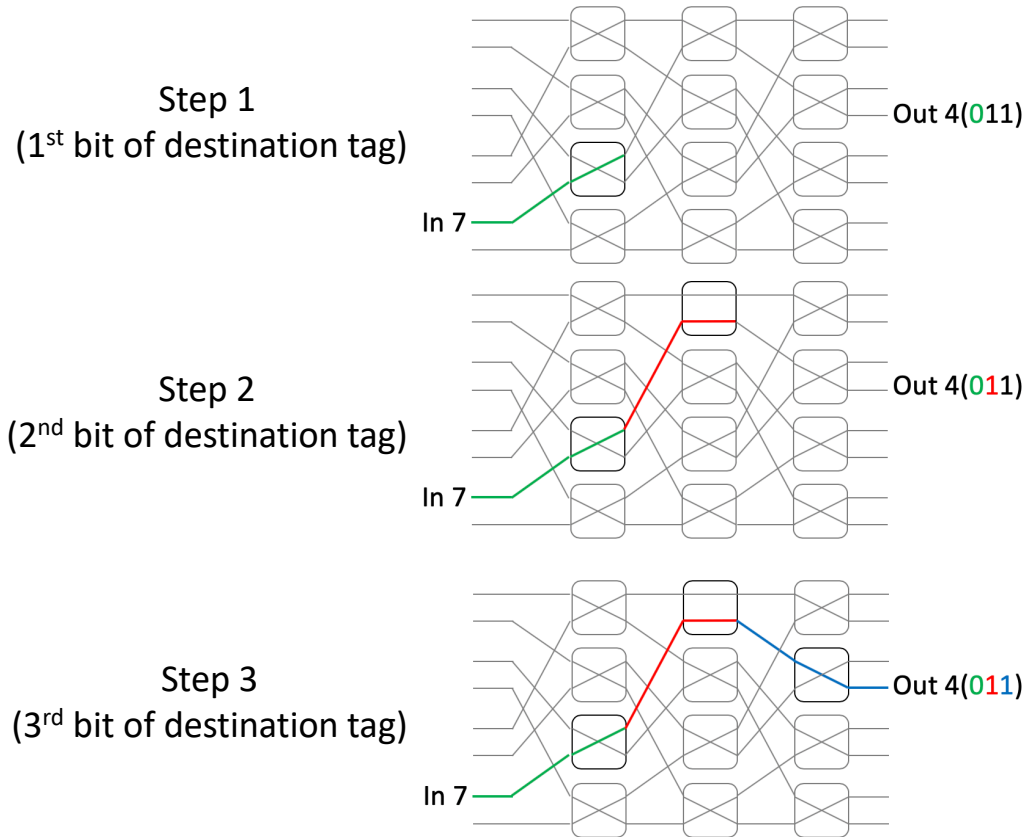 Step 1
(1st bit of destination tag)
Out 4(011)
In 7
Step 2
(2nd bit of destination tag)
Out 4(011)
In 7
Step 3
(3rd bit of destination tag)
Out 4(011)
In 7